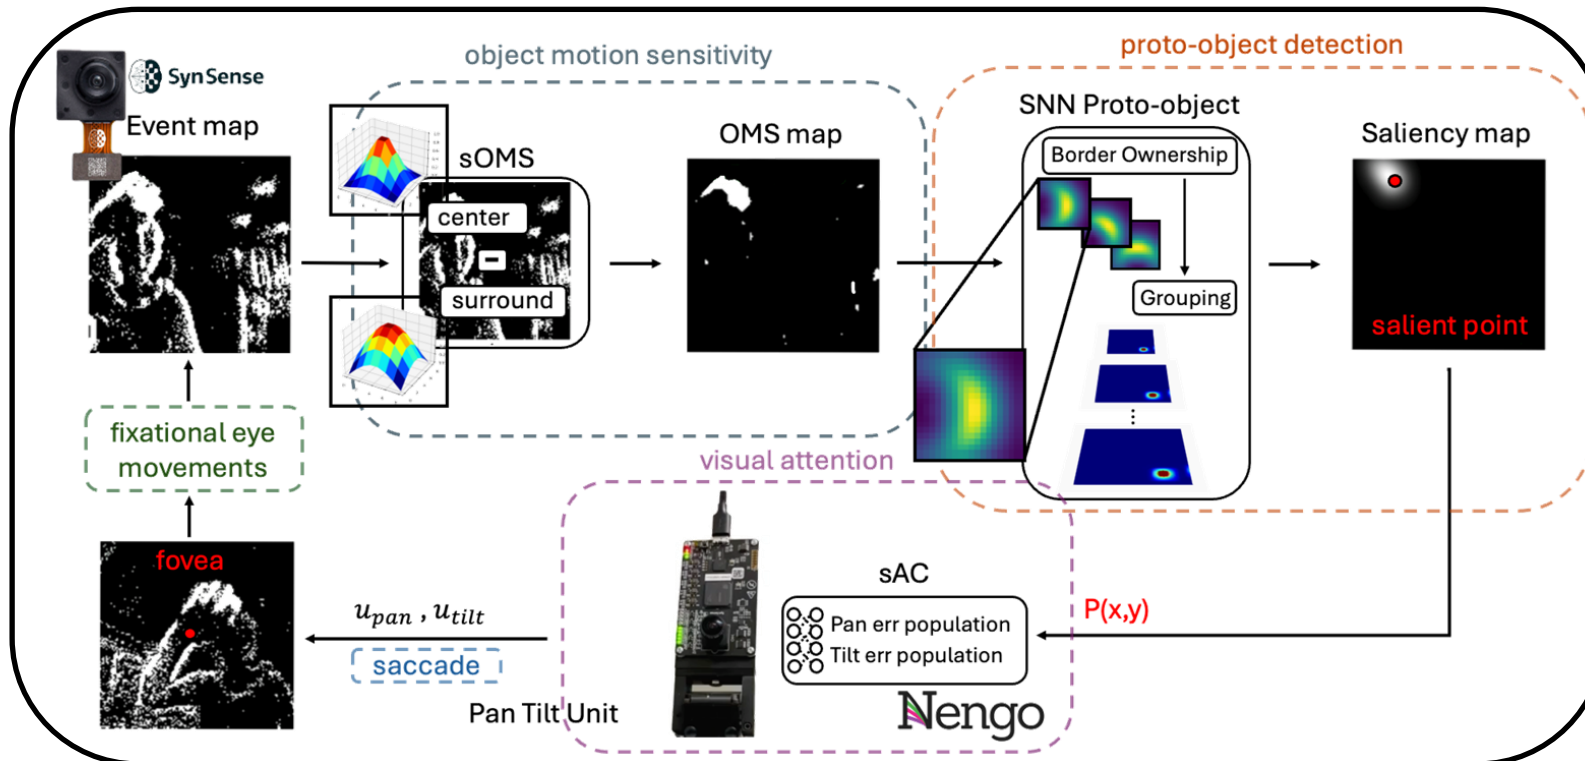 object motion sensitivity
proto-object detection
SynSense
Event map
sOMS
center
surround
OMS map
SNN Proto-object
Border Ownership
Grouping
Saliency map
salient point
fixational eye
movements
visual attention
fovea
u_pan , u_tilt
saccade
Pan Tilt Unit
sAC
Pan err population
Tilt err population
Nengo
P(x,y)